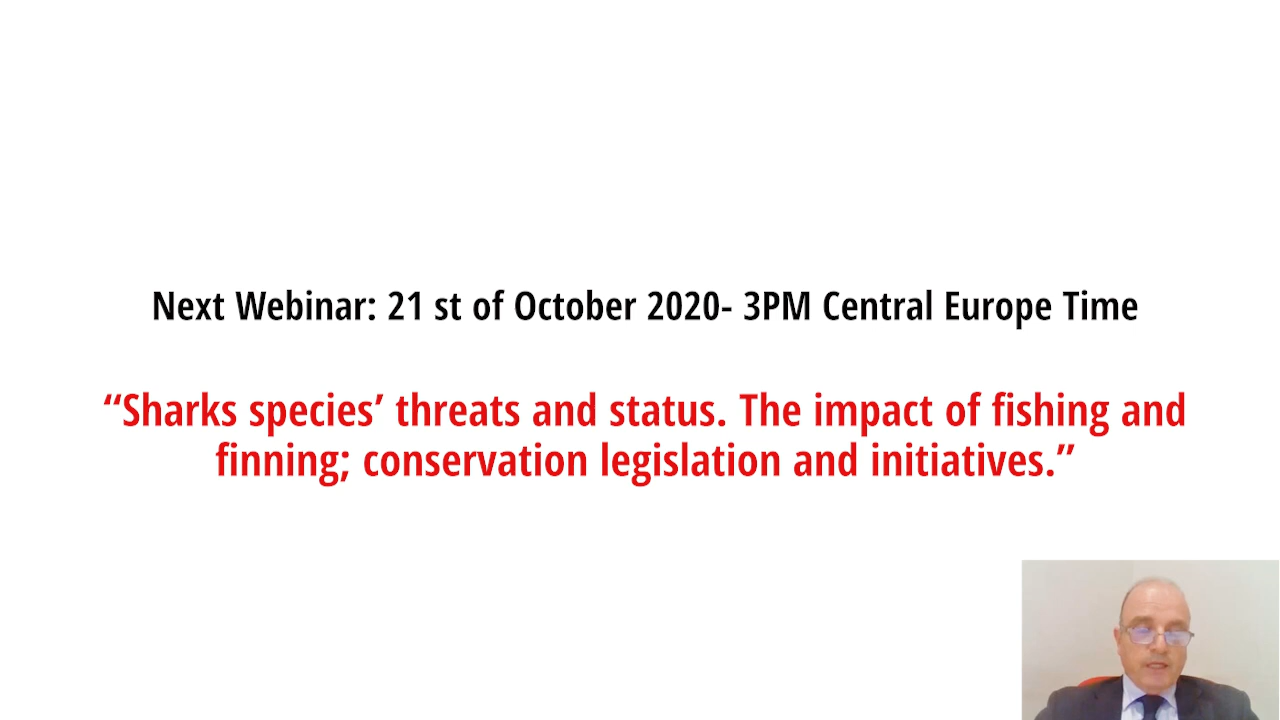 Next Webinar: 21 st of October 2020- 3PM Central Europe Time
“Sharks species’ threats and status. The impact of fishing and
finning; conservation legislation and initiatives.”